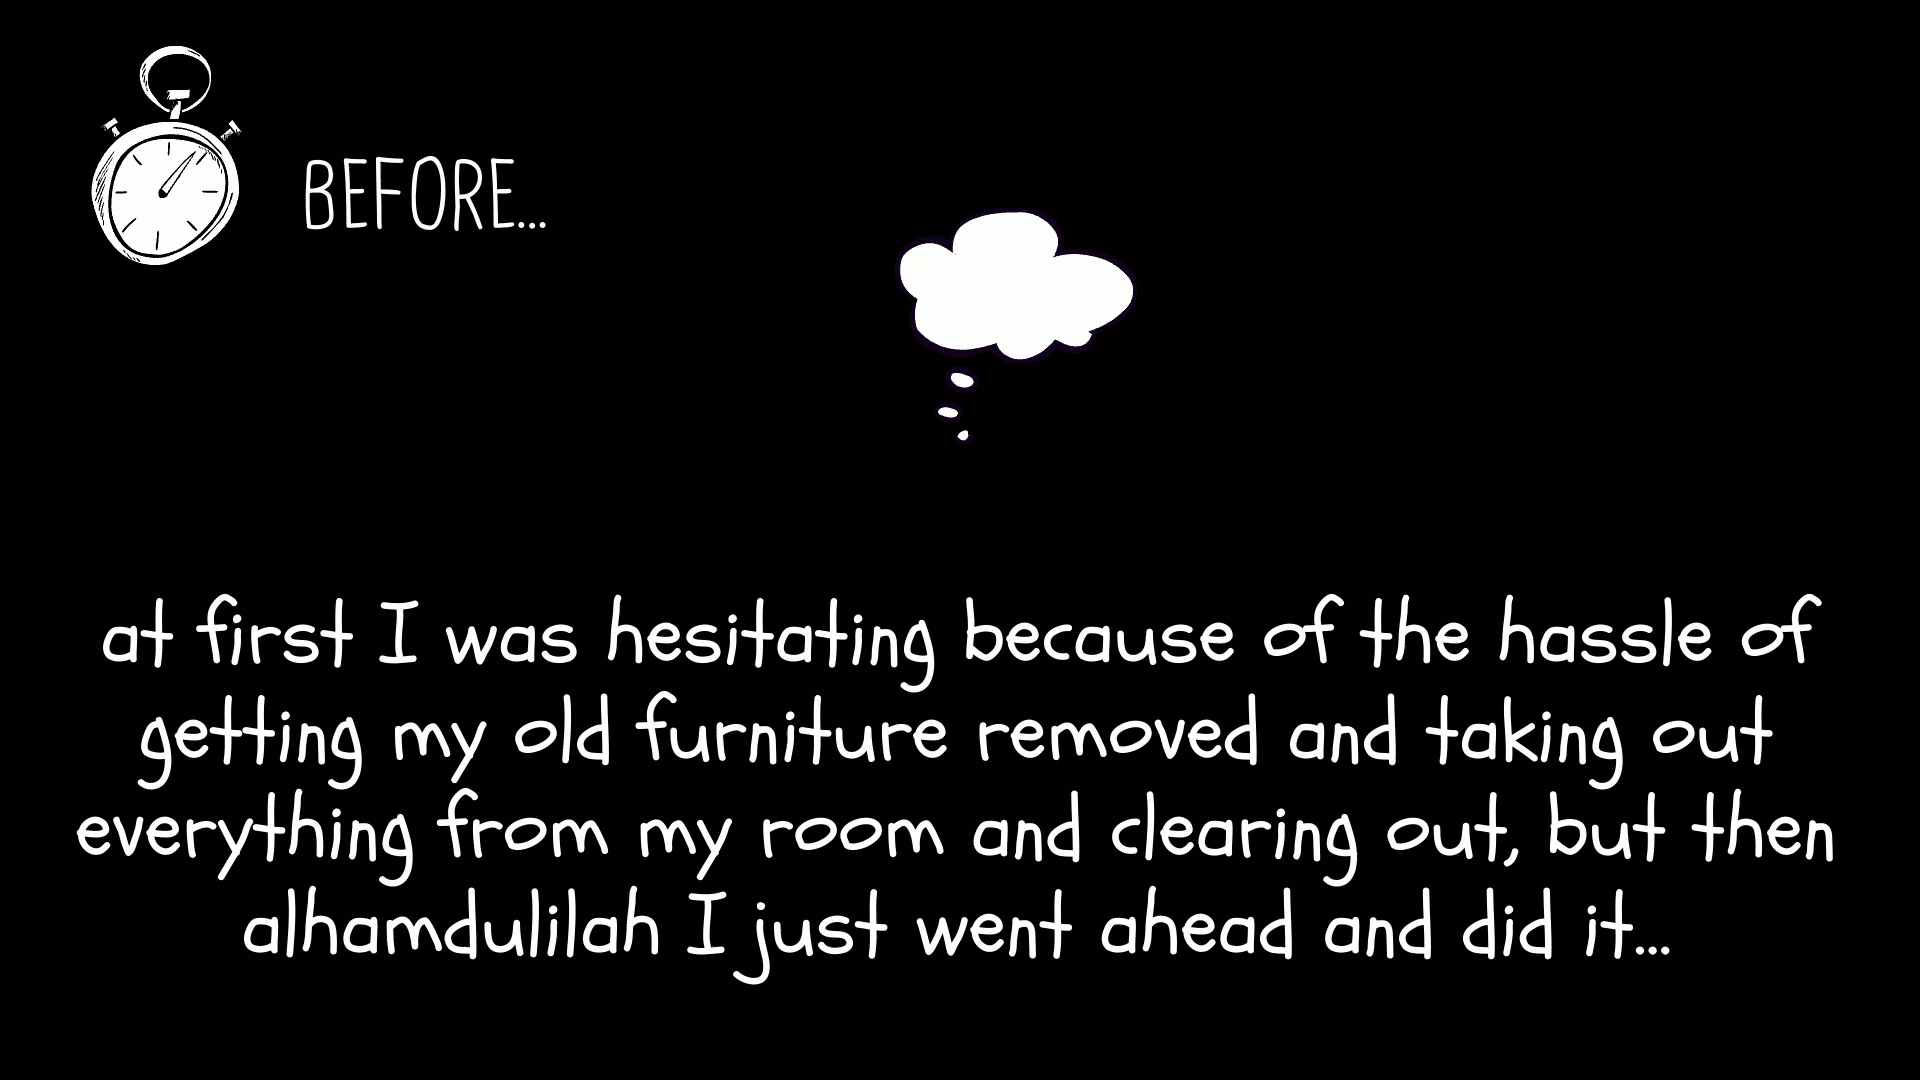 BEFORE...
at first I was hesitating because of the hassle of
getting my old furniture removed and taking out
everything from my room and clearing out, but then
alhamdulilah I just went ahead and did it...